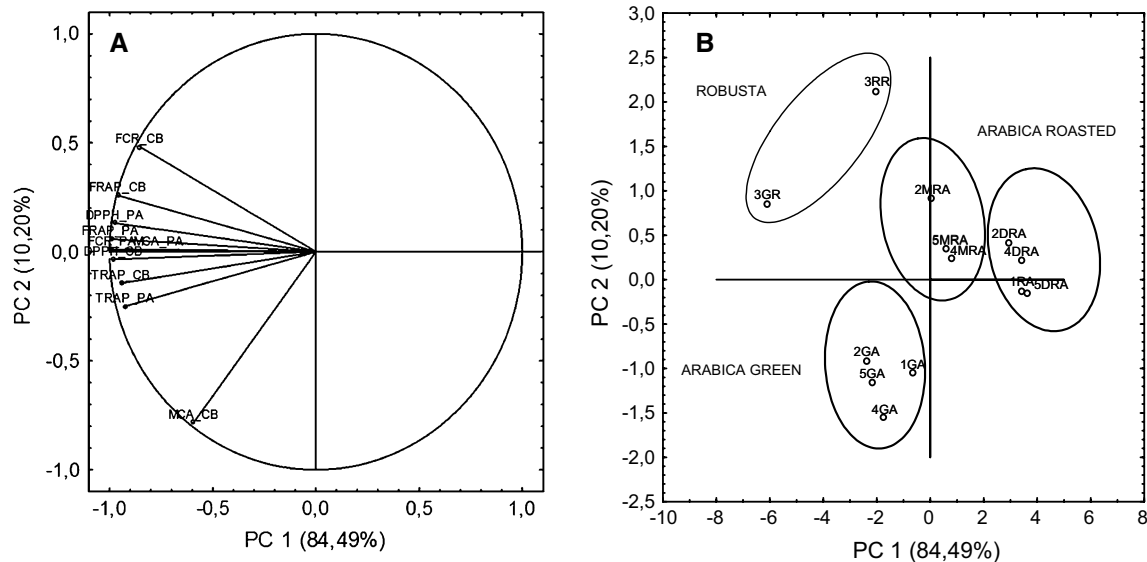 A
1,0
0,5
0,0
-0,5
-1,0
PC 2 (10,20%)
FCR_CB
FRAP_CB
DPPH_PA
FRAP_PA
FCR_PA MCA_PA
DPPH_CB
TRAP_CB
TRAP_PA
MCA_CB
-1,0 -0,5 0,0 0,5 1,0
PC 1 (84,49%)
B
3,0
2,5
2,0
1,5
1,0
0,5
0,0
-0,5
-1,0
-1,5
-2,0
-2,5
PC 2 (10,20%)
ROBUSTA
3RR
3GR
ARABICA ROASTED
2MRA
5MRA
4MRA
2DRA
4DRA
1RA
5DRA
ARABICA GREEN
2GA
1GA
5GA
4GA
-10 -8 -6 -4 -2 0 2 4 6 8
PC 1 (84,49%)